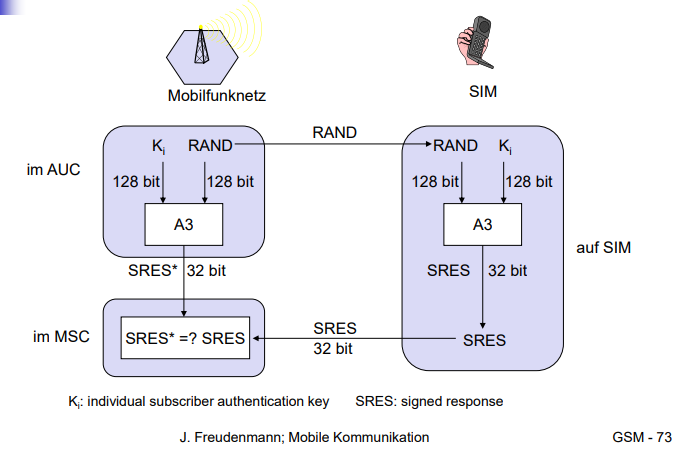 Mobilfunknetz
SIM
RAND
K_i RAND
RAND K_i
im AUC
128 bit 128 bit
128 bit 128 bit
A3
A3
auf SIM
SRES* 32 bit
SRES 32 bit
im MSC
SRES* =? SRES
SRES
32 bit
SRES
K_i: individual subscriber authentication key SRES: signed response
J. Freudenmann; Mobile Kommunikation GSM - 73